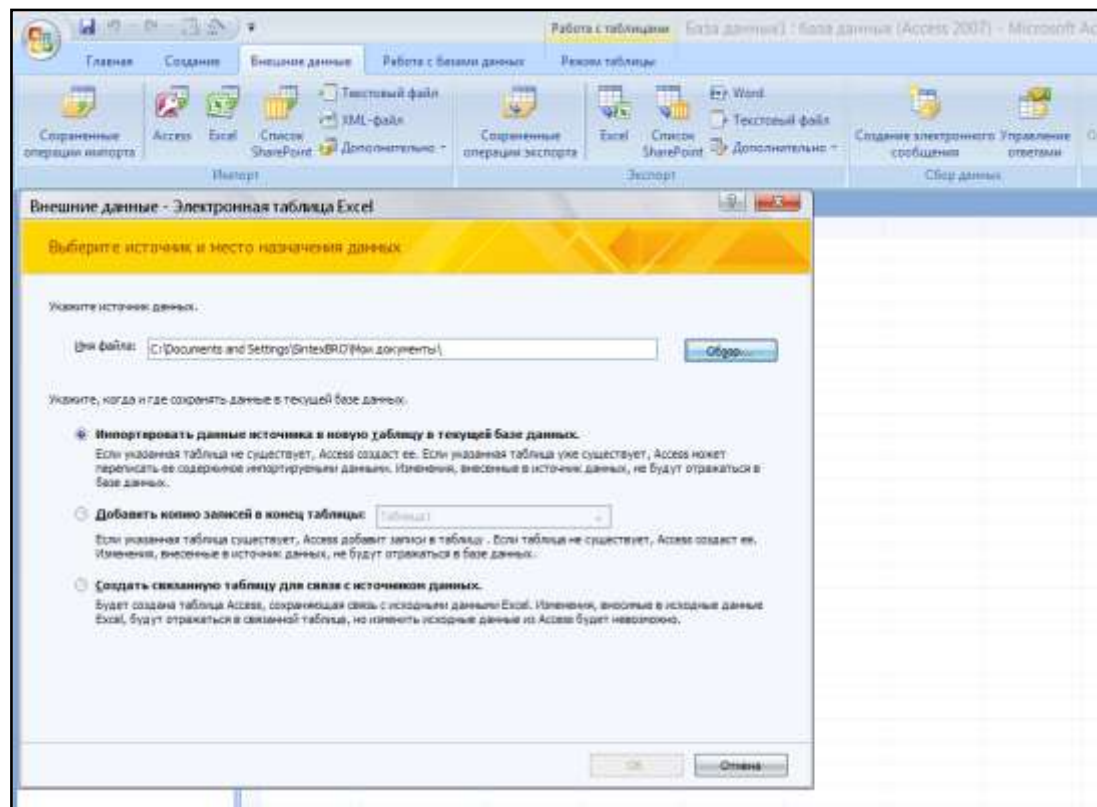 Работа с таблицами База данных1 : база данных (Access 2007) - Microsoft Ac
Главная Создание Внешние данные Работа с базами данных Режим таблицы
Сохраненные операции импорта
Access
Excel
Список SharePoint
Текстовый файл
XML-файл
Дополнительно
Импорт
Сохраненные операции экспорта
Excel
Список SharePoint
Word
Текстовый файл
Дополнительно
Экспорт
Создание электронного сообщения
Управление ответами
Сбор данных
Внешние данные - Электронная таблица Excel
Выберите источник и место назначения данных
Укажите источник данных.
Имя файла: C:\Documents and Settings\SintexBRO\Мои документы\ Обзор...
Укажите, когда и где сохранять данные в текущей базе данных.
Импортировать данные источника в новую таблицу в текущей базе данных.
Если указанная таблица не существует, Access создаст ее. Если указанная таблица уже существует, Access может
переписать ее содержимое импортируемыми данными. Изменения, внесенные в источник данных, не будут отражаться в
базе данных.
Добавить копию записей в конец таблицы: Таблица1
Если указанная таблица существует, Access добавит записи в таблицу . Если таблица не существует, Access создаст ее.
Изменения, внесенные в источник данных, не будут отражаться в базе данных.
Создать связанную таблицу для связи с источником данных.
Будет создана таблица Access, сохраняющая связь с исходными данными Excel. Изменения, вносимые в исходные данные
Excel, будут отражаться в связанной таблице, но изменить исходные данные из Access будет невозможно.
OK Отмена